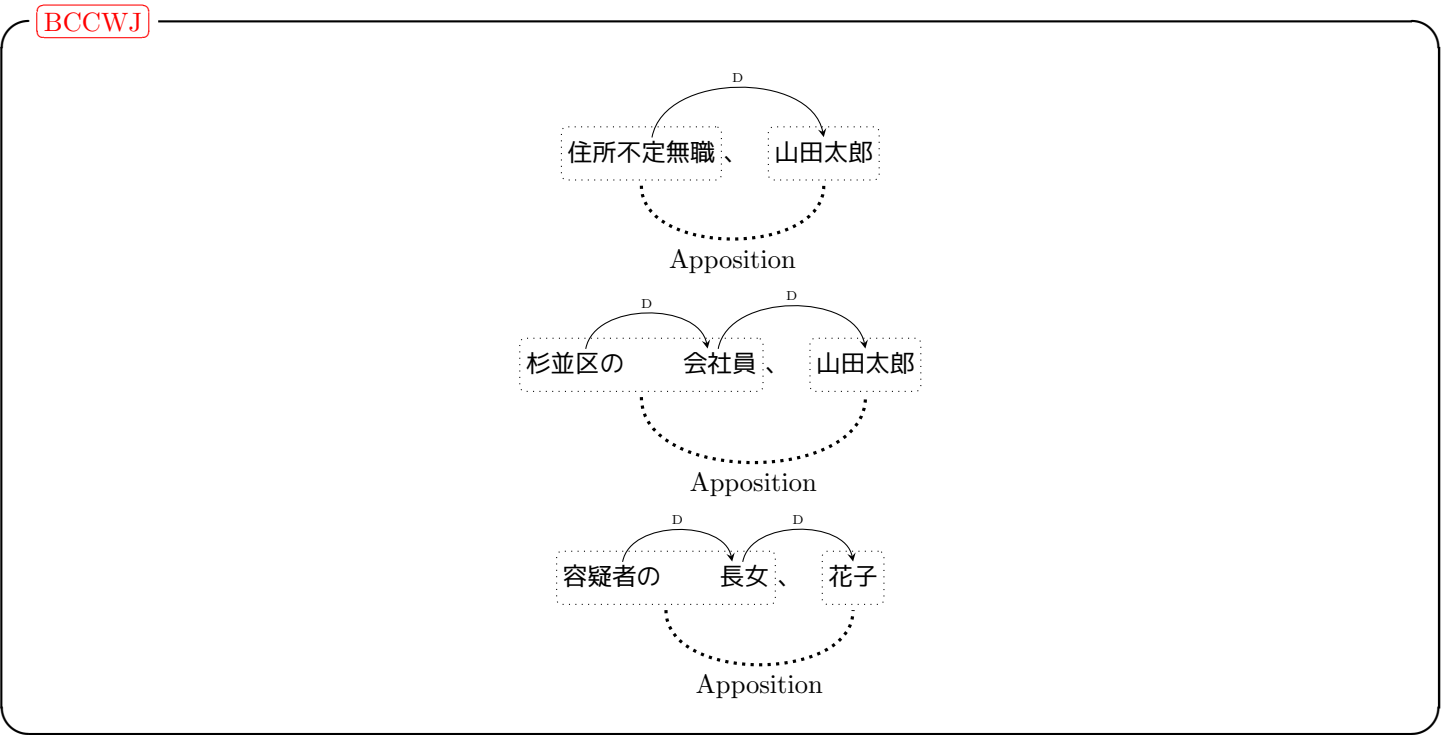 BCCWJ
D
住所不定無職、 山田太郎
Apposition
D D
杉並区の 会社員、 山田太郎
Apposition
D D
容疑者の 長女、 花子
Apposition